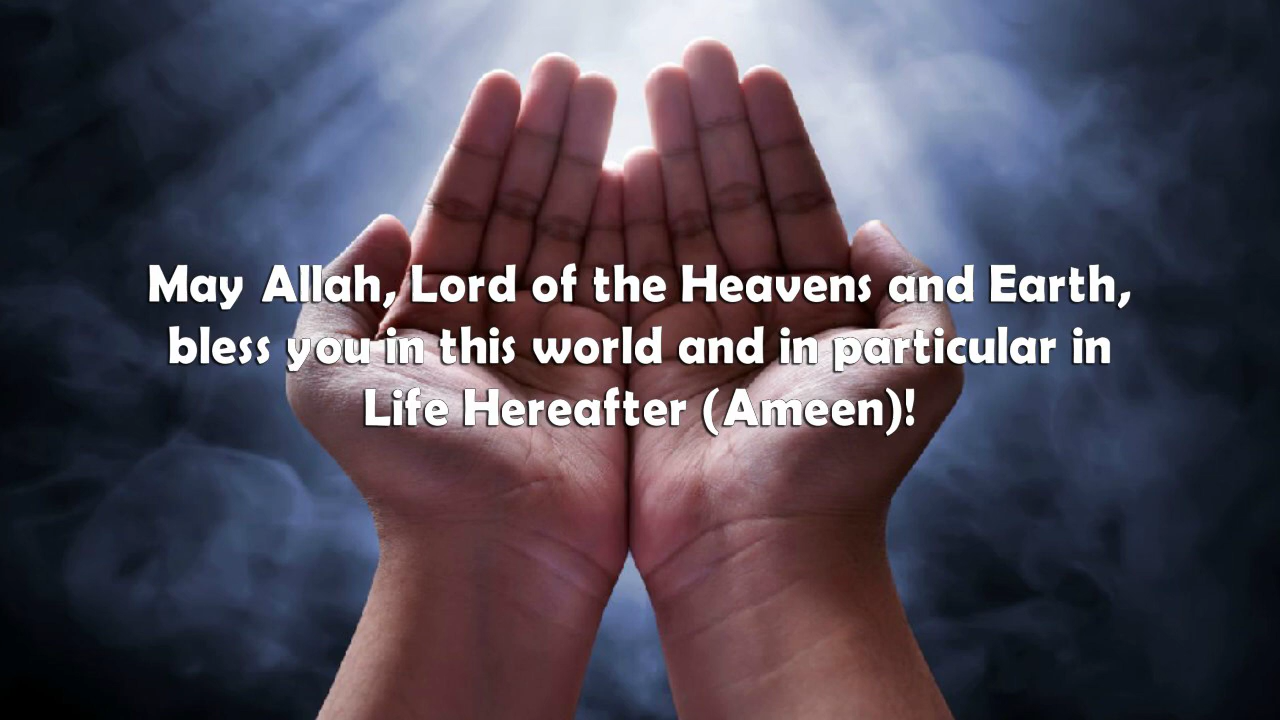 May Allah, Lord of the Heavens and Earth,
bless you in this world and in particular in
Life Hereafter (Ameen)!